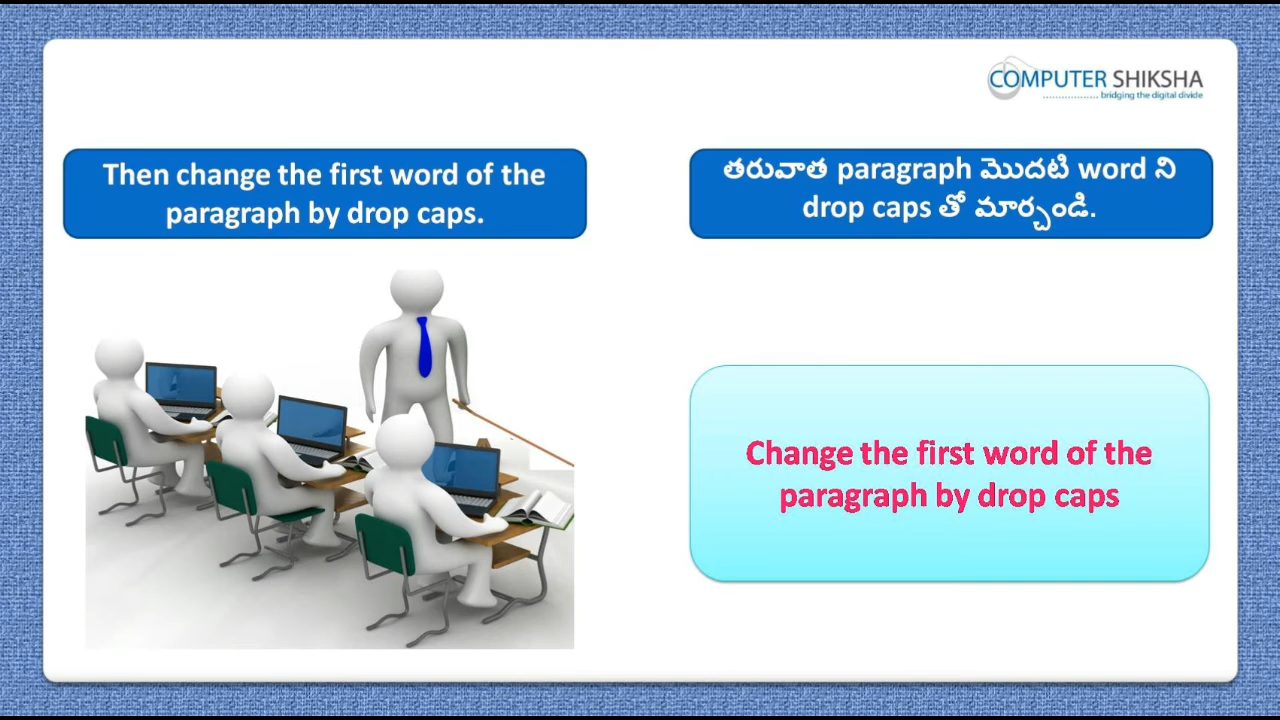 COMPUTER SHIKSHA
bridging the digital divide
Then change the first word of the
paragraph by drop caps.
తరువాత paragraph మొదటి word ని
drop caps తో మార్చండి.
Change the first word of the
paragraph by drop caps